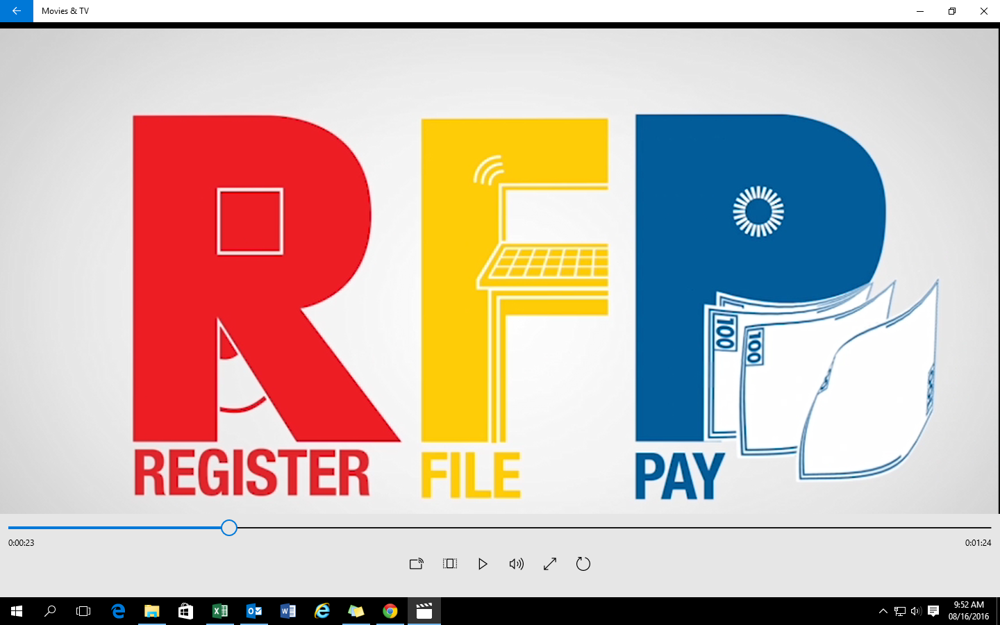 Movies & TV
RFP
100
100
REGISTER FILE PAY
0:00:23
0:01:24
9:52 AM
08/16/2016